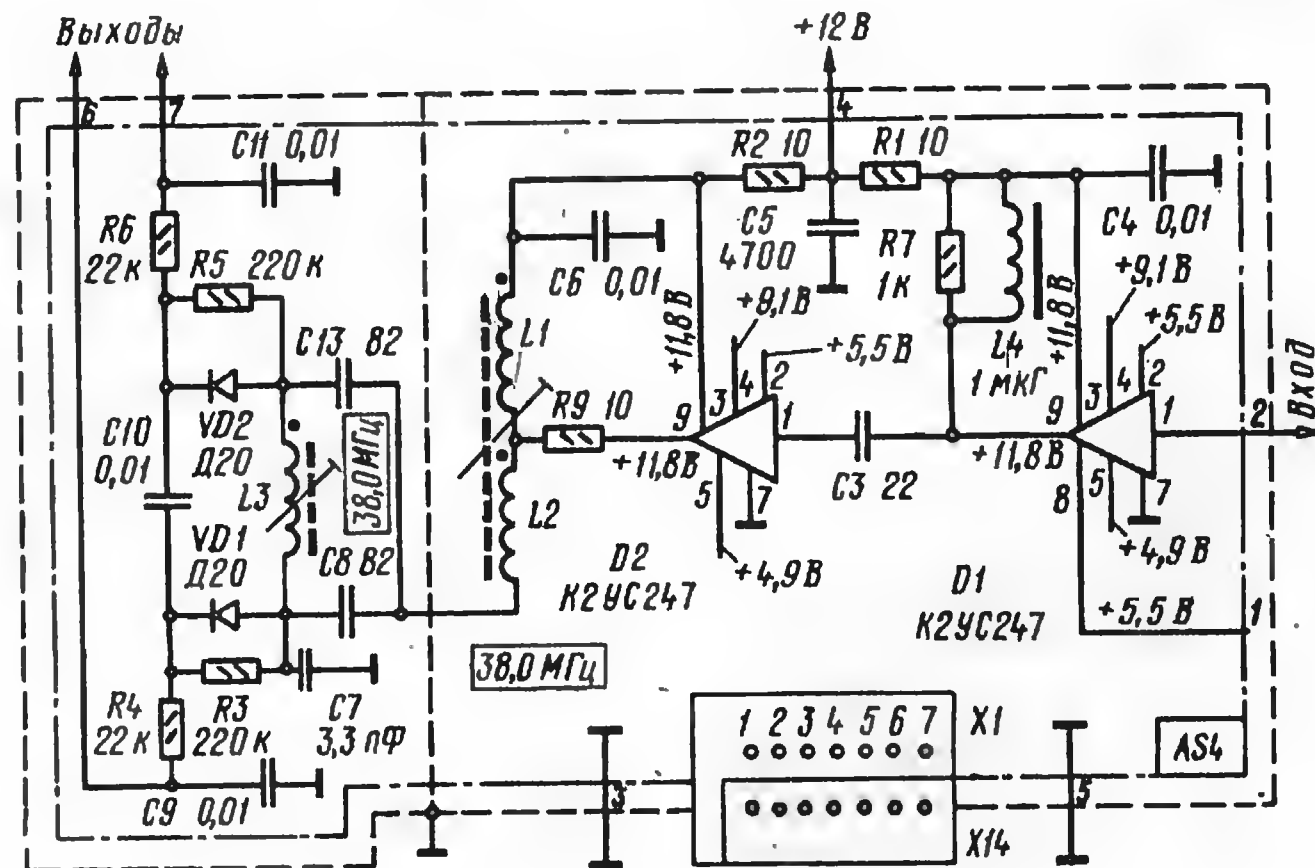 Выходы
+12 В
6
7
4
C11 0,01
R2 10
R1 10
R6
22 к
R5 220 к
C6 0,01
C5
4700
R7
1 к
C4 0,01
+11,8 В
+9,1 В
+5,5 В
L4
1 мкГ
+11,8 В
+9,1 В
+5,5 В
C13 82
L1
R9 10
9
3
4
2
1
9
3
4
2
1
2
Вход
C10
0,01
VD2
Д20
L3
38,0 МГц
+11,8В
5
7
C3 22
+11,8 В
8
5
7
VD1
Д20
C8 82
L2
+4,9 В
+4,9 В
D2
К2УС247
D1
К2УС247
+5,5 В
1
38,0 МГц
R4
22 к
R3
220 к
C7
3,3 пФ
1 2 3 4 5 6 7
X1
AS4
C9 0,01
3
5
X14